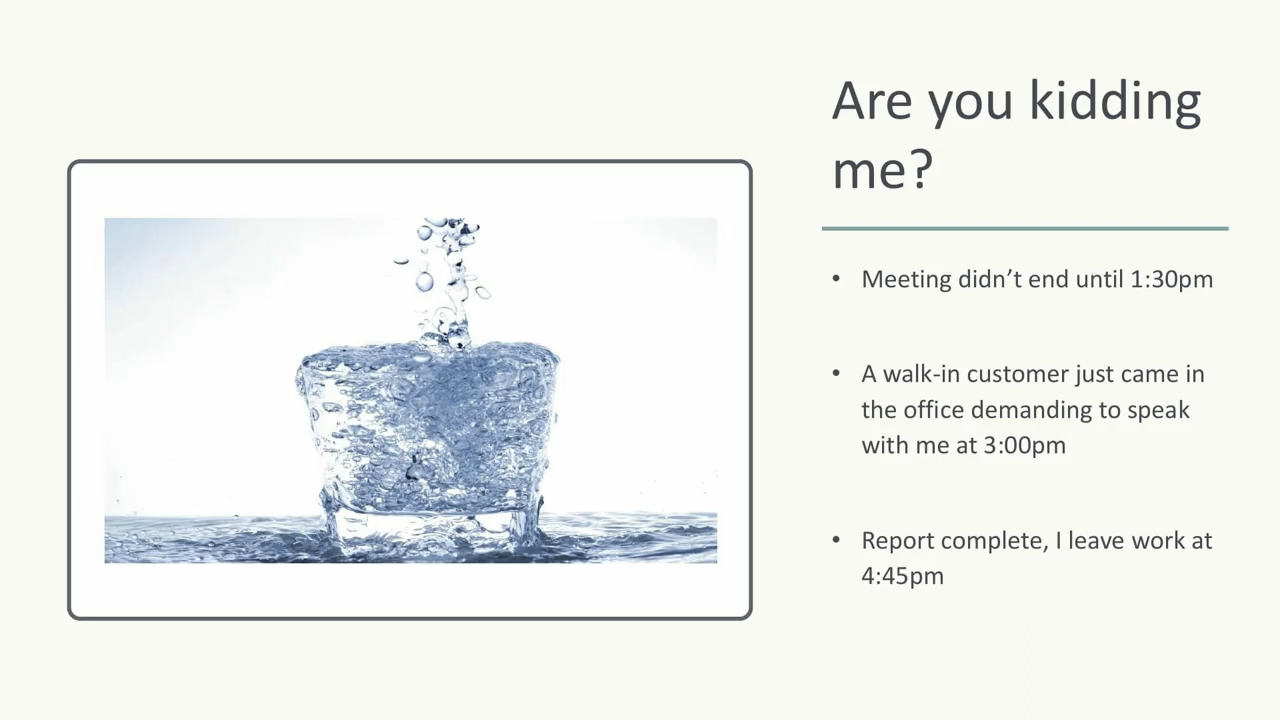 Are you kidding
me?
• Meeting didn’t end until 1:30pm
• A walk-in customer just came in
the office demanding to speak
with me at 3:00pm
• Report complete, I leave work at
4:45pm